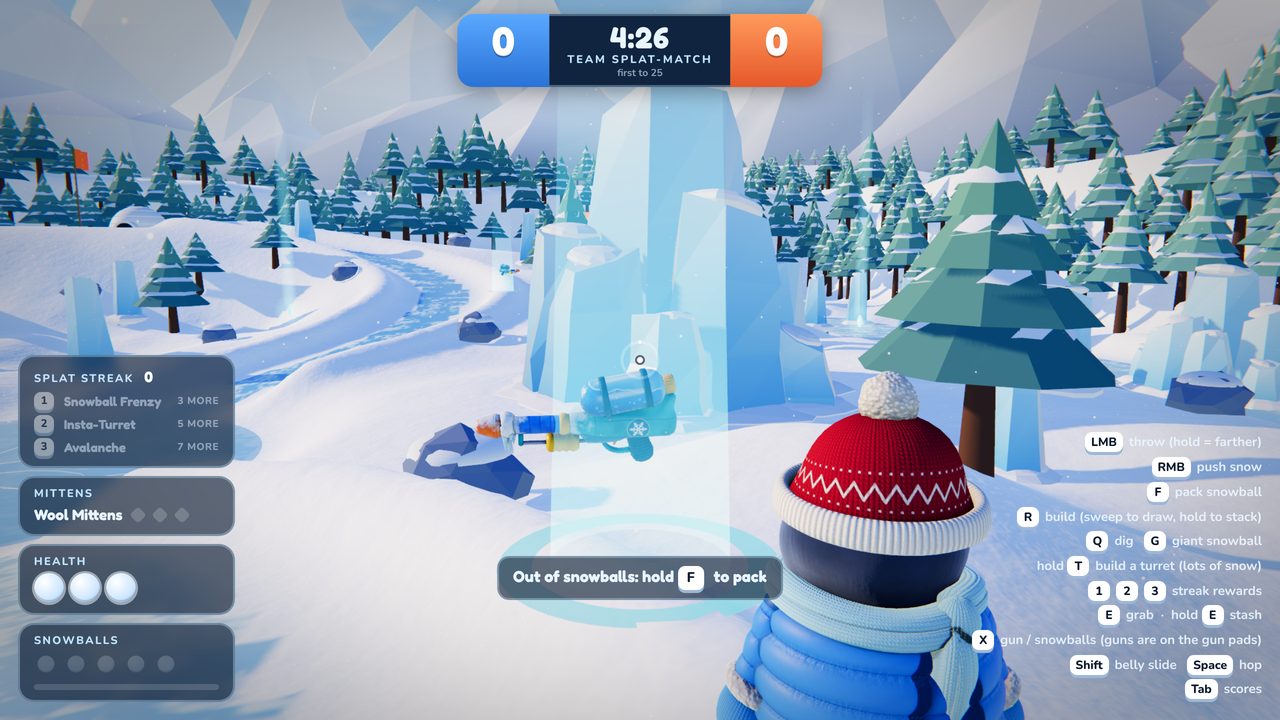 0
4:26
TEAM SPLAT-MATCH
first to 25
0
SPLAT STREAK 0
1 Snowball Frenzy 3 MORE
2 Insta-Turret 5 MORE
3 Avalanche 7 MORE
MITTENS
Wool Mittens
HEALTH
SNOWBALLS
Out of snowballs: hold F to pack
LMB throw (hold = farther)
RMB push snow
F pack snowball
R build (sweep to draw, hold to stack)
Q dig G giant snowball
hold T build a turret (lots of snow)
1 2 3 streak rewards
E grab · hold E stash
X gun / snowballs (guns are on the gun pads)
Shift belly slide Space hop
Tab scores